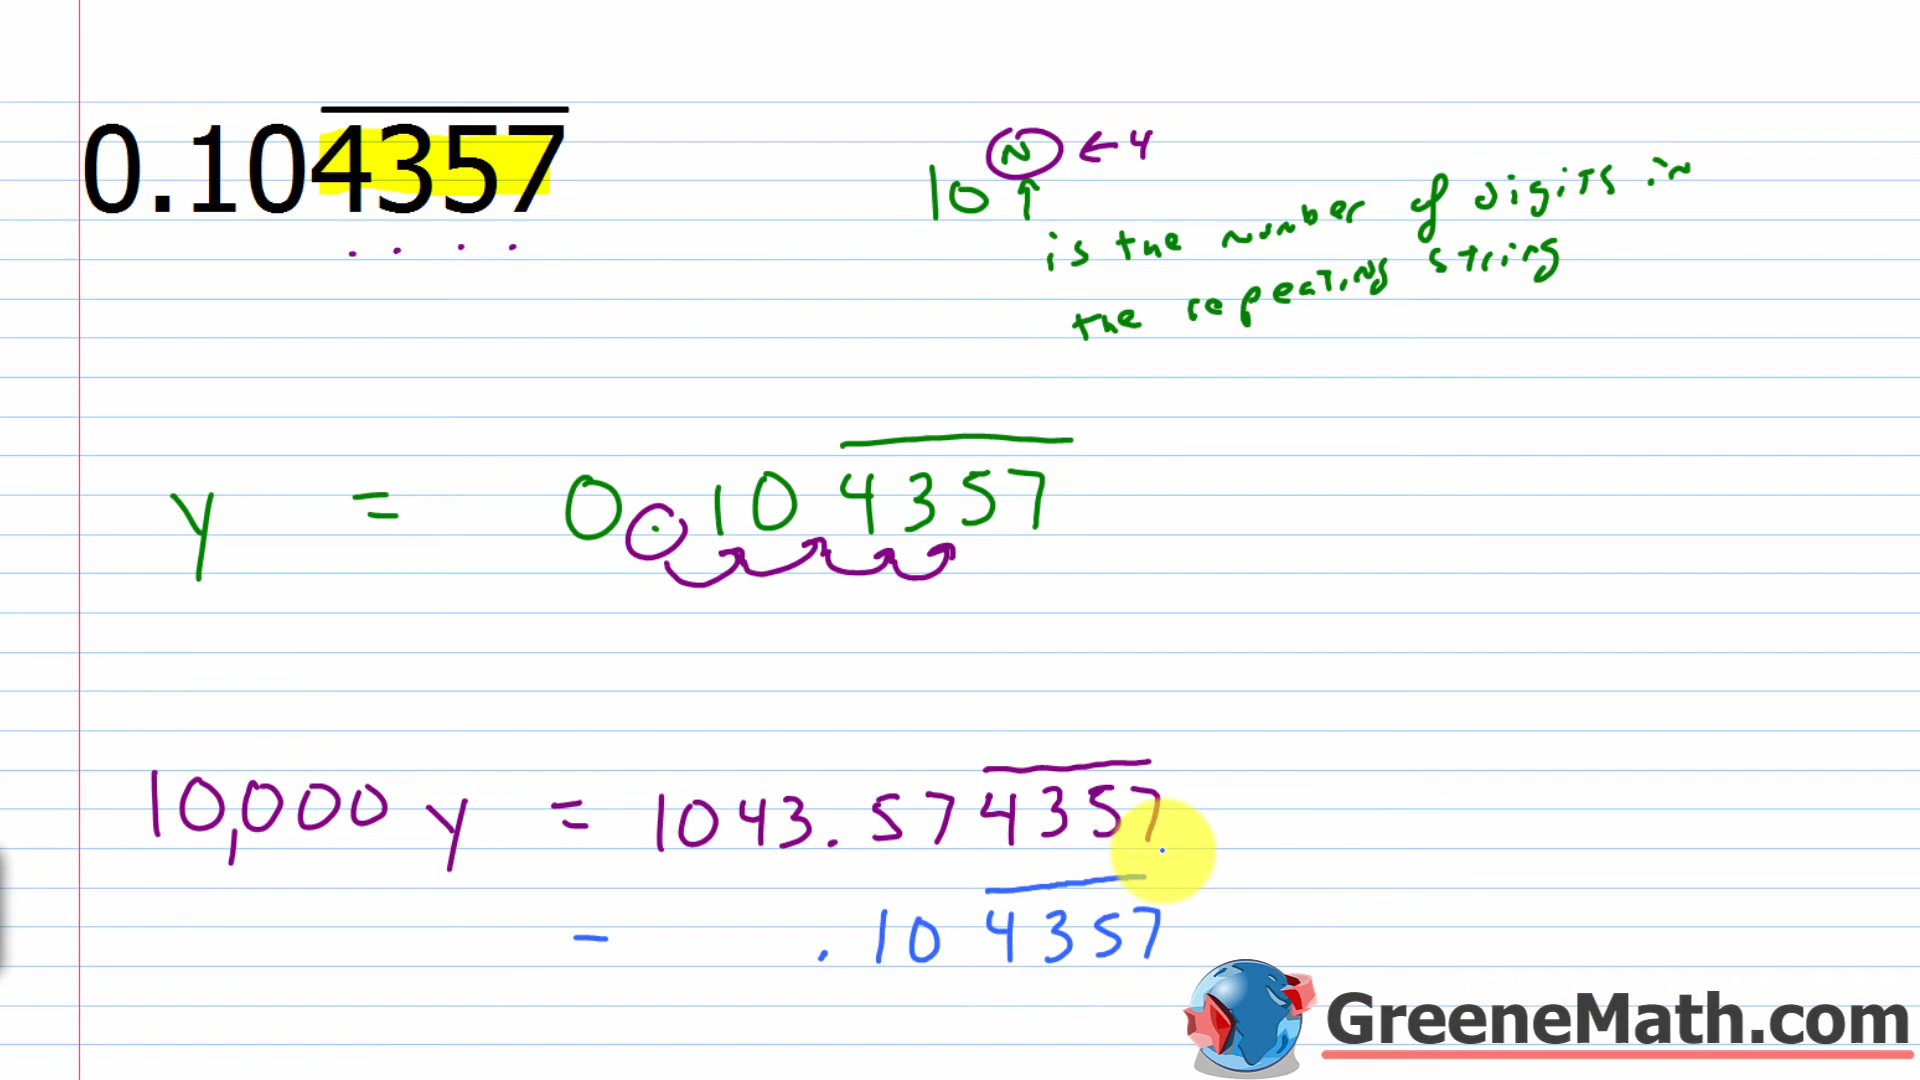 0.104357
10 N ← 4
is the number of digits in
the repeating string
y = 0.104357
10,000 y = 1043.574357
- .104357
GreeneMath.com